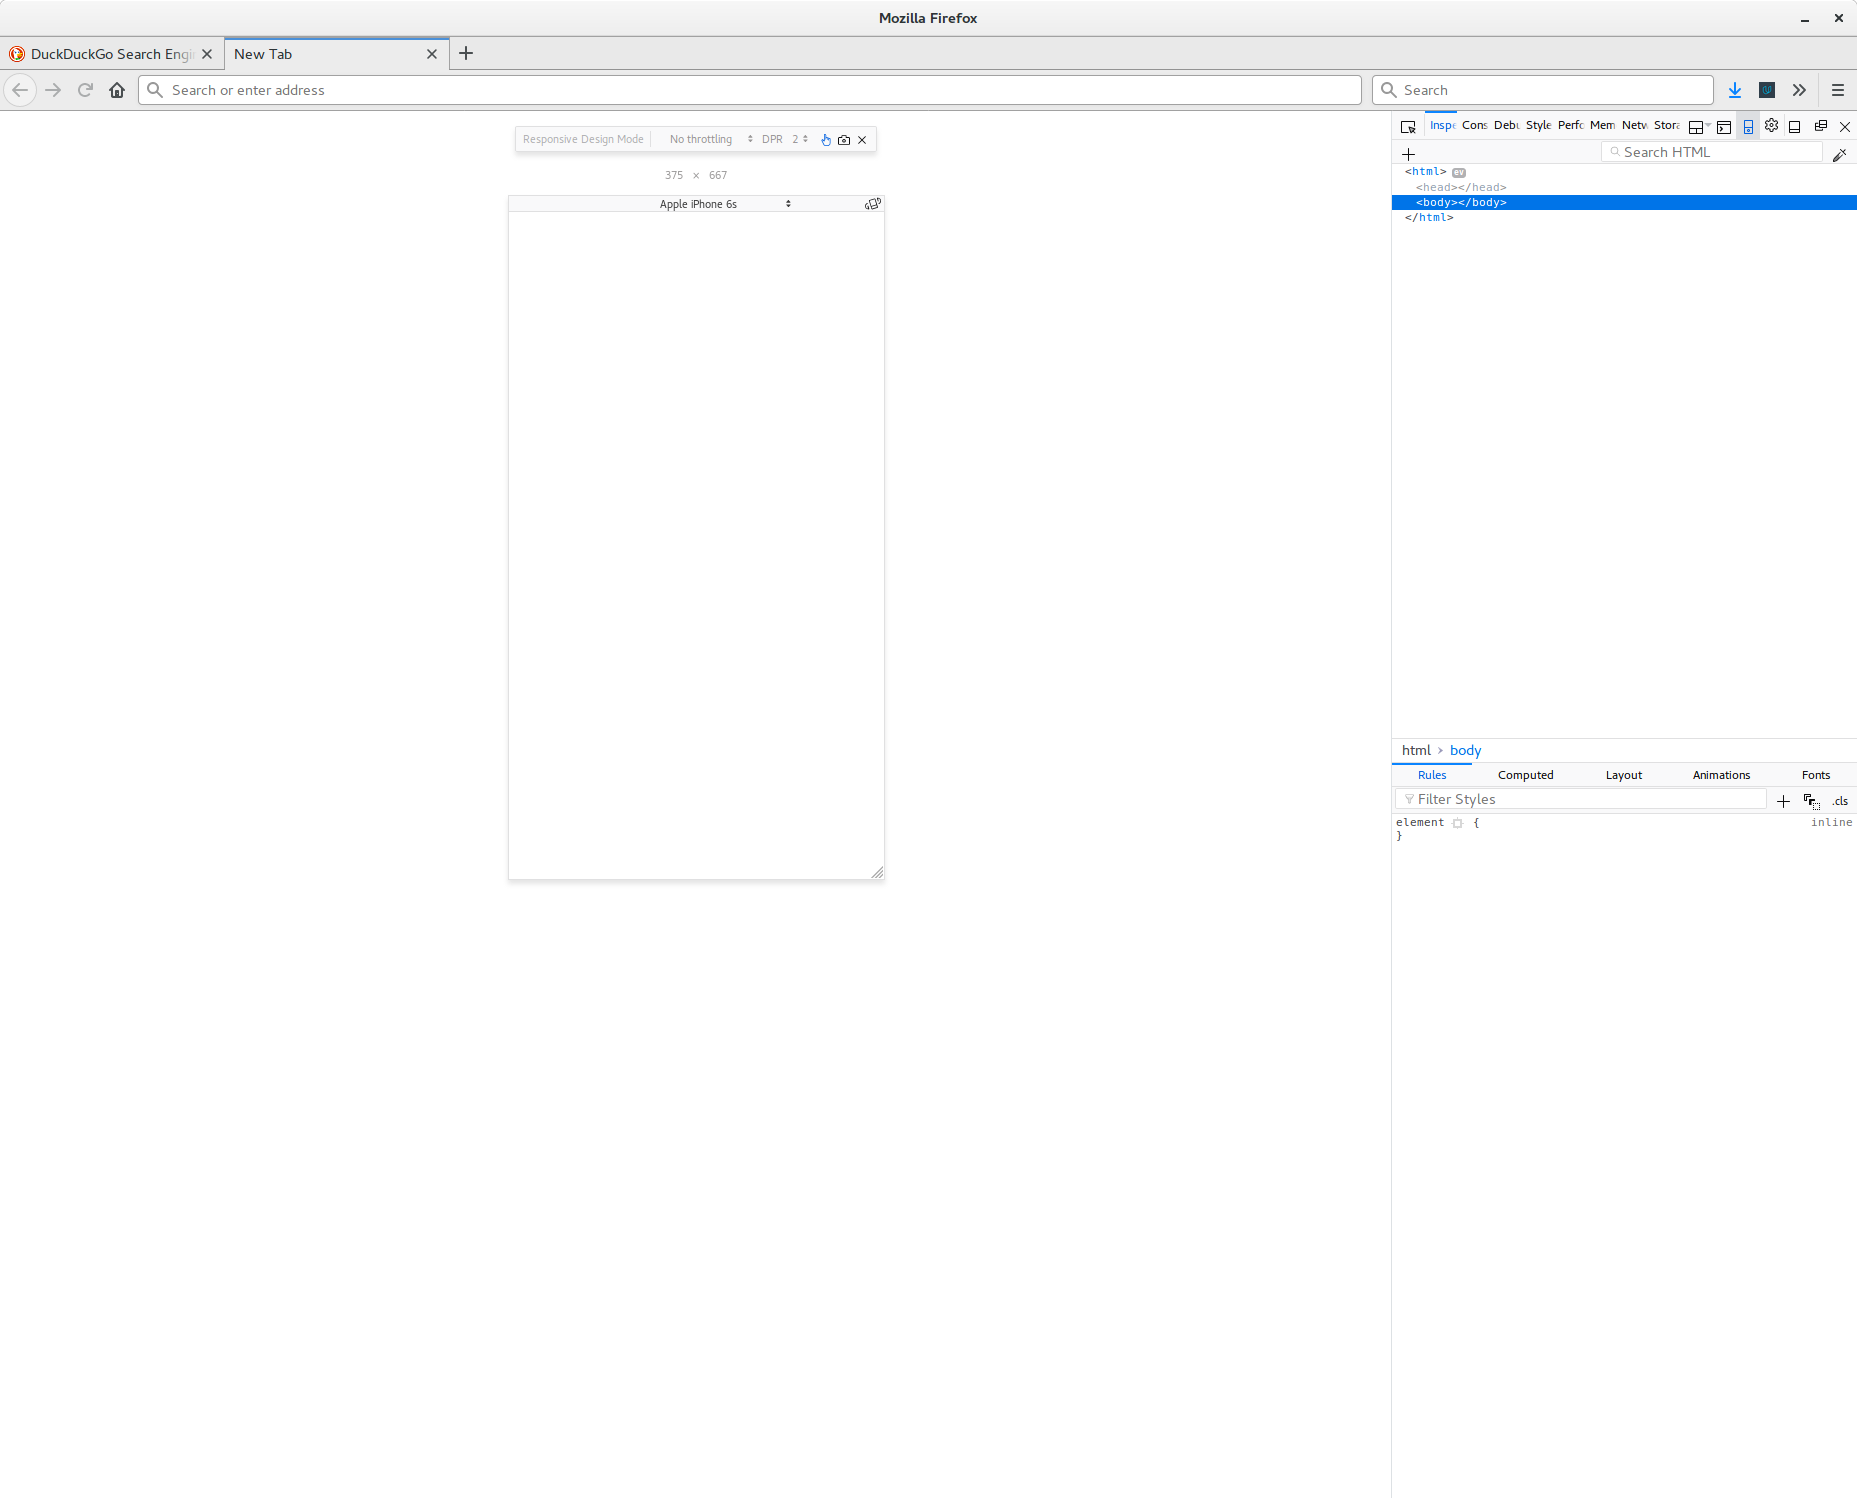 Mozilla Firefox
DuckDuckGo Search Engi
New Tab
Search or enter address
Search
Responsive Design Mode No throttling DPR 2
Inspe Cons Debu Style Perfo Mem Netw Stora
375 × 667
Search HTML
Apple iPhone 6s
<html> ev
<head></head>
<body></body>
</html>
html › body
Rules Computed Layout Animations Fonts
Filter Styles
.cls
element { inline
}